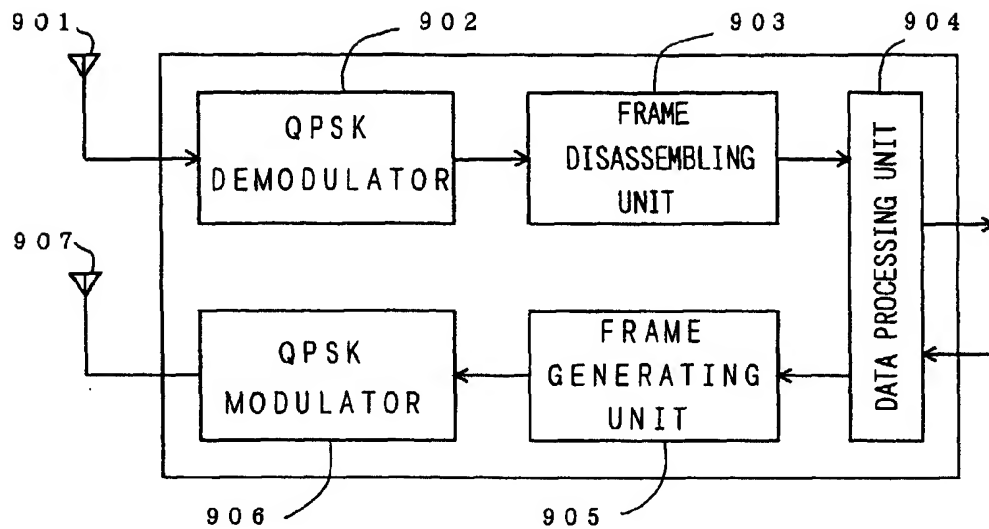 901
902
903
904
QPSK
DEMODULATOR
FRAME
DISASSEMBLING
UNIT
DATA PROCESSING UNIT
907
QPSK
MODULATOR
FRAME
GENERATING
UNIT
906
905